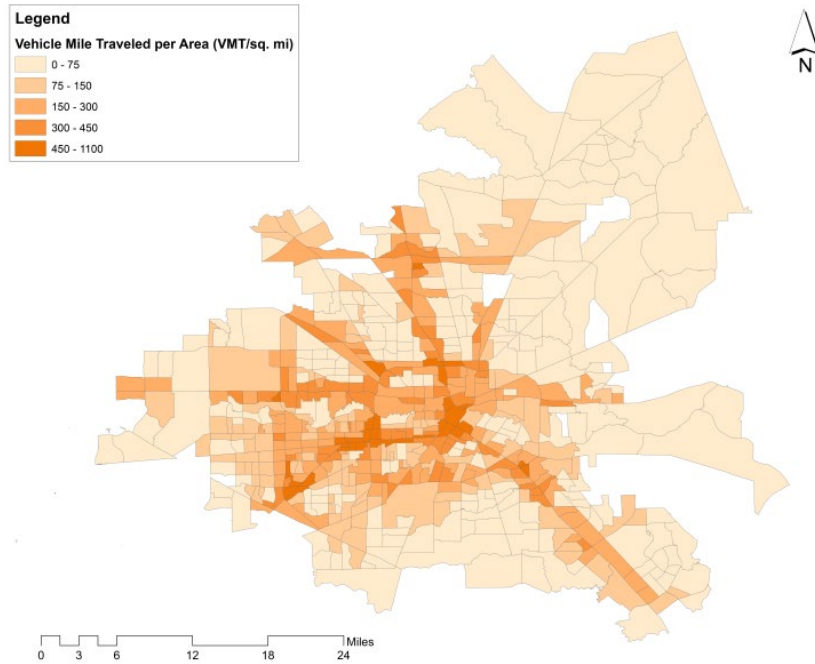 Legend
Vehicle Mile Traveled per Area (VMT/sq. mi)
0 - 75
75 - 150
150 - 300
300 - 450
450 - 1100
N
Miles
0 3 6 12 18 24